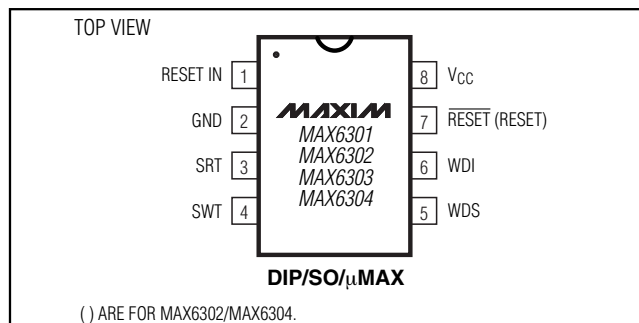 TOP VIEW
RESET IN 1
GND 2
SRT 3
SWT 4
MAXIM
MAX6301
MAX6302
MAX6303
MAX6304
8 VCC
7 RESET (RESET)
6 WDI
5 WDS
DIP/SO/μMAX
( ) ARE FOR MAX6302/MAX6304.